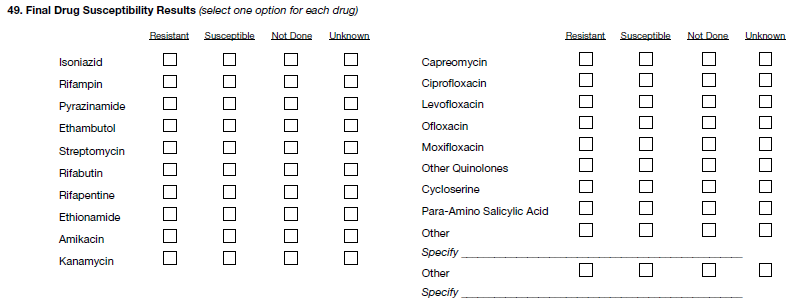 49. Final Drug Susceptibility Results (select one option for each drug)
Resistant Susceptible Not Done Unknown
Isoniazid
Rifampin
Pyrazinamide
Ethambutol
Streptomycin
Rifabutin
Rifapentine
Ethionamide
Amikacin
Kanamycin
Resistant Susceptible Not Done Unknown
Capreomycin
Ciprofloxacin
Levofloxacin
Ofloxacin
Moxifloxacin
Other Quinolones
Cycloserine
Para-Amino Salicylic Acid
Other
Specify
Other
Specify